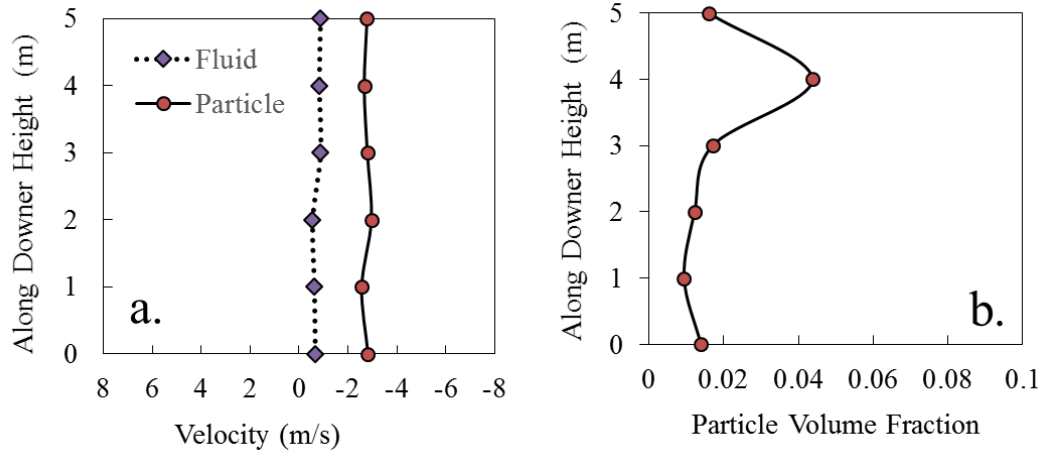 Along Downer Height (m)
5
4
3
2
1
0
Fluid
Particle
a.
8 6 4 2 0 -2 -4 -6 -8
Velocity (m/s)
Along Downer Height (m)
5
4
3
2
1
0
b.
0 0.02 0.04 0.06 0.08 0.1
Particle Volume Fraction